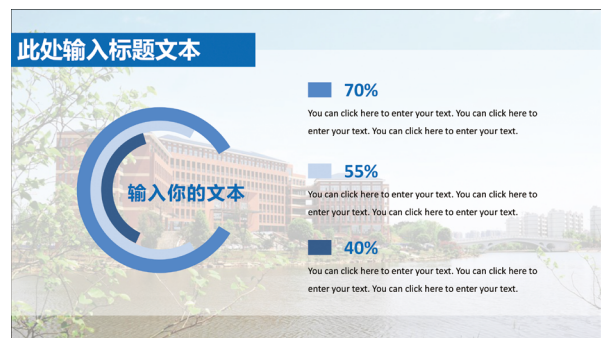 此处输入标题文本
70%
You can click here to enter your text. You can click here to
enter your text. You can click here to enter your text.
输入你的文本
55%
You can click here to enter your text. You can click here to
enter your text. You can click here to enter your text.
40%
You can click here to enter your text. You can click here to
enter your text. You can click here to enter your text.